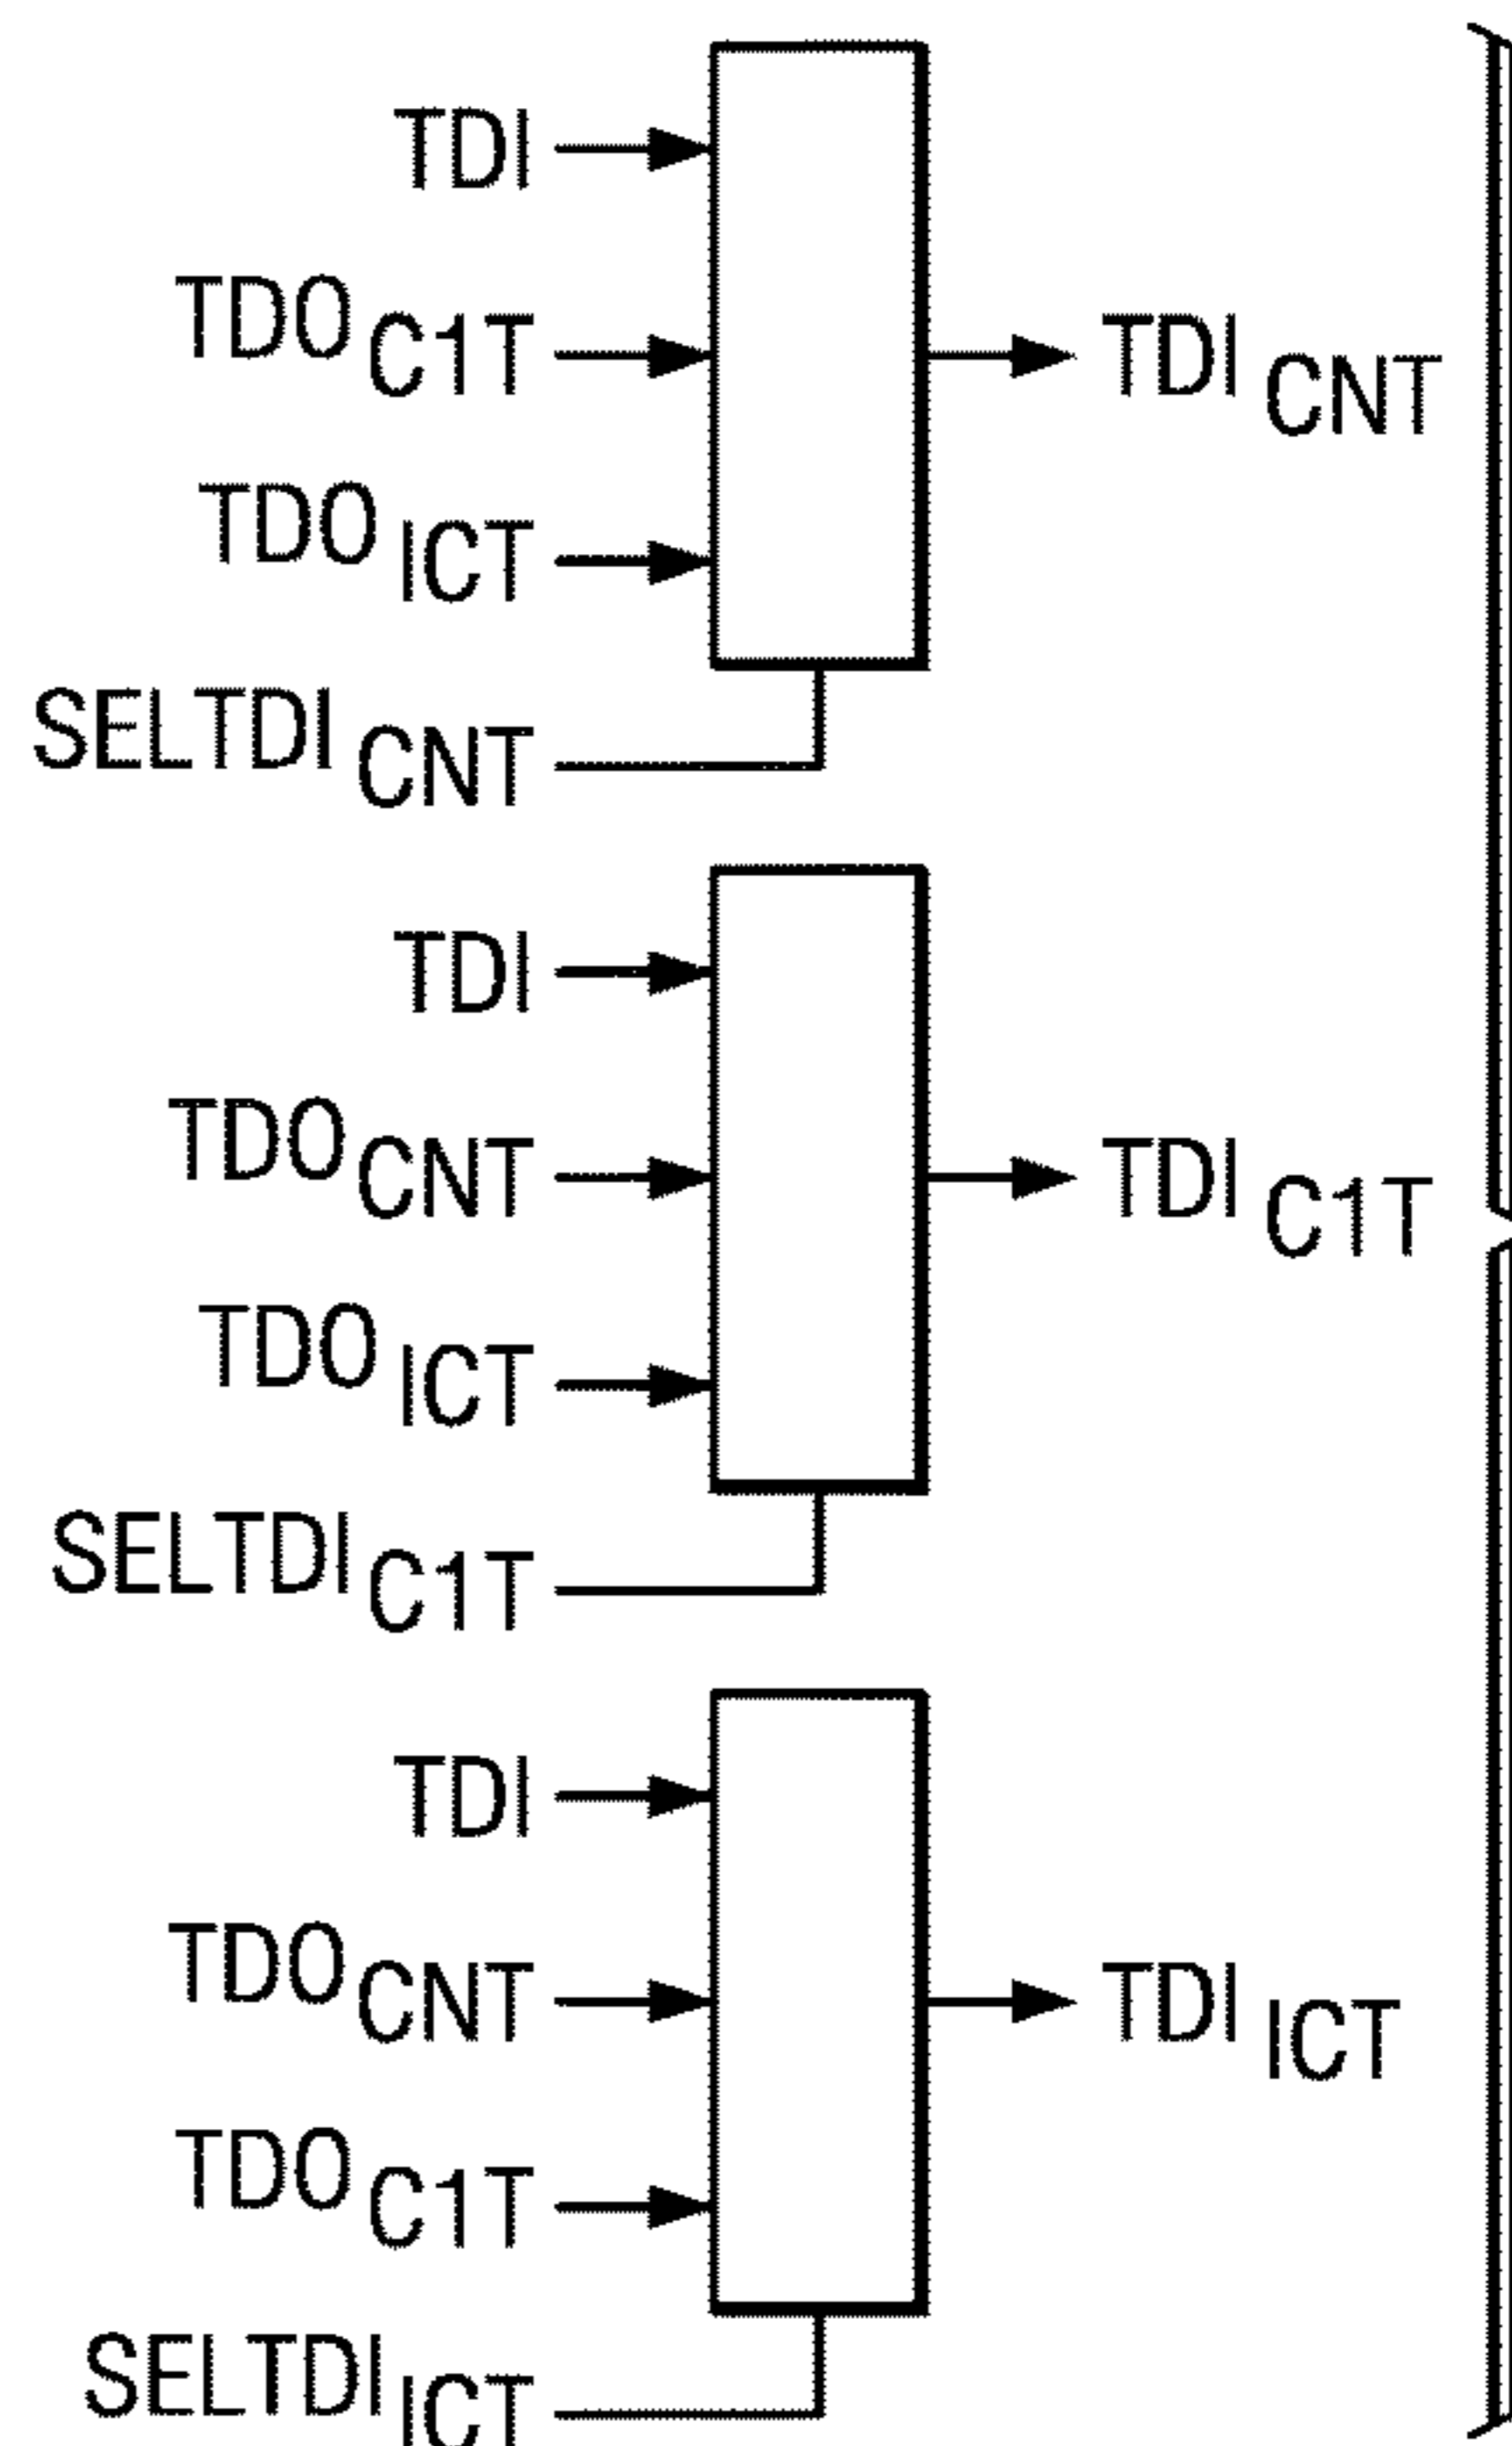 TDI
TDO C1T
TDI CNT
TDO ICT
SELTDI CNT
TDI
TDO CNT
TDI C1T
TDO ICT
SELTDI C1T
TDI
TDO CNT
TDI ICT
TDO C1T
SELTDI ICT